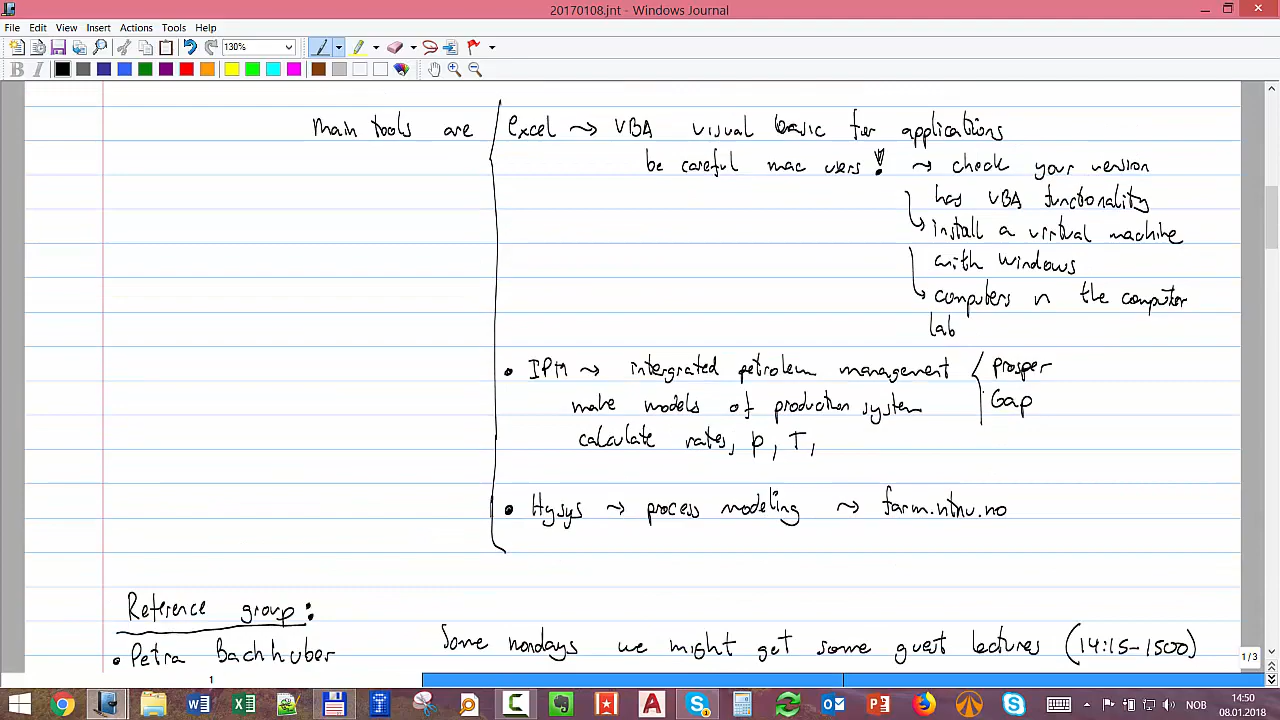 20170108.jnt - Windows Journal
File Edit View Insert Actions Tools Help
130%
B I
main tools are
Excel → VBA visual basic for applications
be careful mac users! → check your version
has VBA functionality
install a virtual machine
with windows
computers in the computer
lab
• IPM → intergrated petroleum management
Prosper
make models of production system
Gap
calculate rates, p, T,
• Hysys → process modeling → farm.ntnu.no
Reference group:
• Petra Bachhuber
Some mondays we might get some guest lectures (14:15-1500)
1/3
1
NOB
14:50
08.01.2018